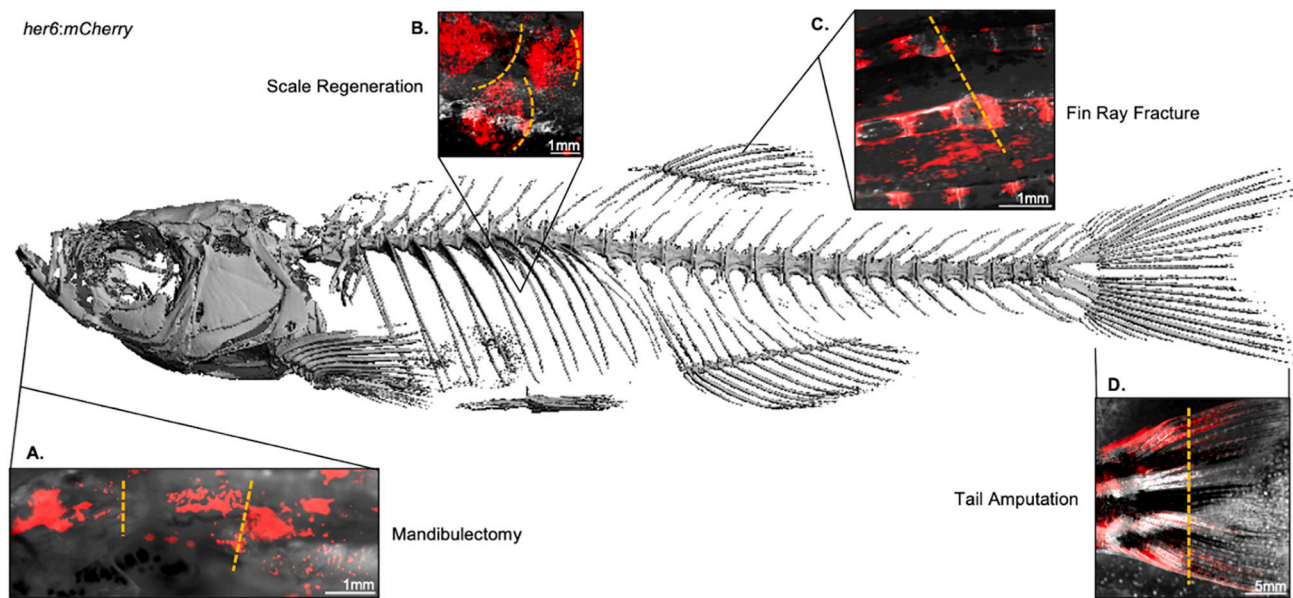 her6:mCherry
B.
C.
Scale Regeneration
Fin Ray Fracture
1mm
1mm
A.
D.
Mandibulectomy
Tail Amputation
1mm
5mm